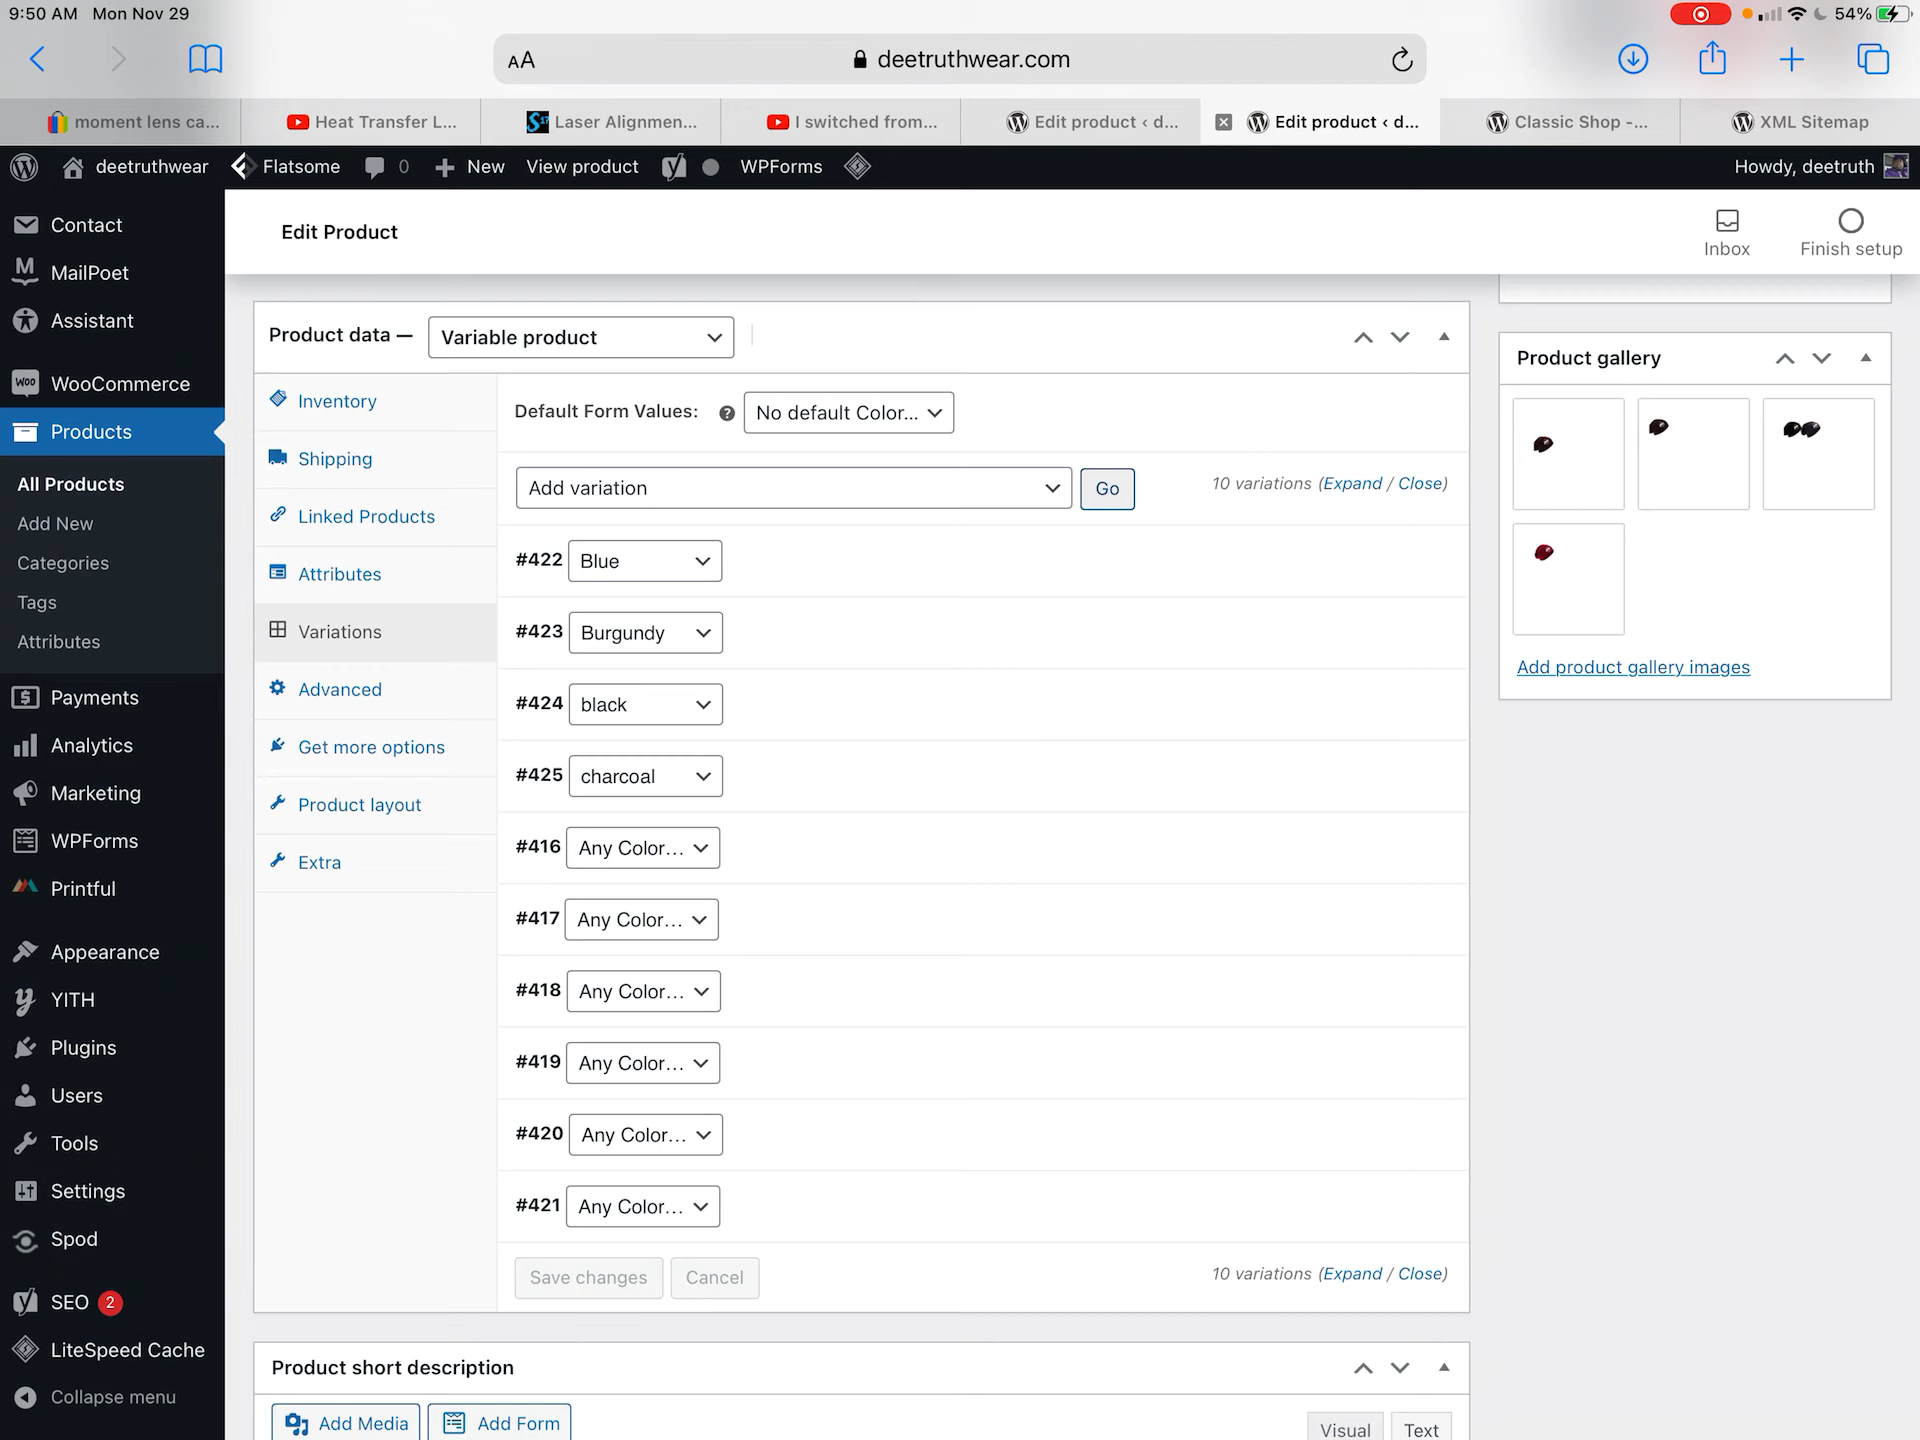 9:50 AM Mon Nov 29
54%
AA
deetruthwear.com
moment lens ca...
Heat Transfer L...
Laser Alignmen...
I switched from...
Edit product ‹ d...
Edit product ‹ d...
Classic Shop -...
XML Sitemap
deetruthwear
Flatsome
0
New
View product
WPForms
Howdy, deetruth
Contact
MailPoet
Assistant
WooCommerce
Products
All Products
Add New
Categories
Tags
Attributes
Payments
Analytics
Marketing
WPForms
Printful
Appearance
YITH
Plugins
Users
Tools
Settings
Spod
SEO 2
LiteSpeed Cache
Collapse menu
Edit Product
Inbox
Finish setup
Product data — Variable product
Inventory
Shipping
Linked Products
Attributes
Variations
Advanced
Get more options
Product layout
Extra
Default Form Values: ? No default Color...
Add variation
Go
10 variations (Expand / Close)
#422 Blue
#423 Burgundy
#424 black
#425 charcoal
#416 Any Color...
#417 Any Color...
#418 Any Color...
#419 Any Color...
#420 Any Color...
#421 Any Color...
Save changes
Cancel
10 variations (Expand / Close)
Product gallery
Add product gallery images
Product short description
Add Media
Add Form
Visual
Text